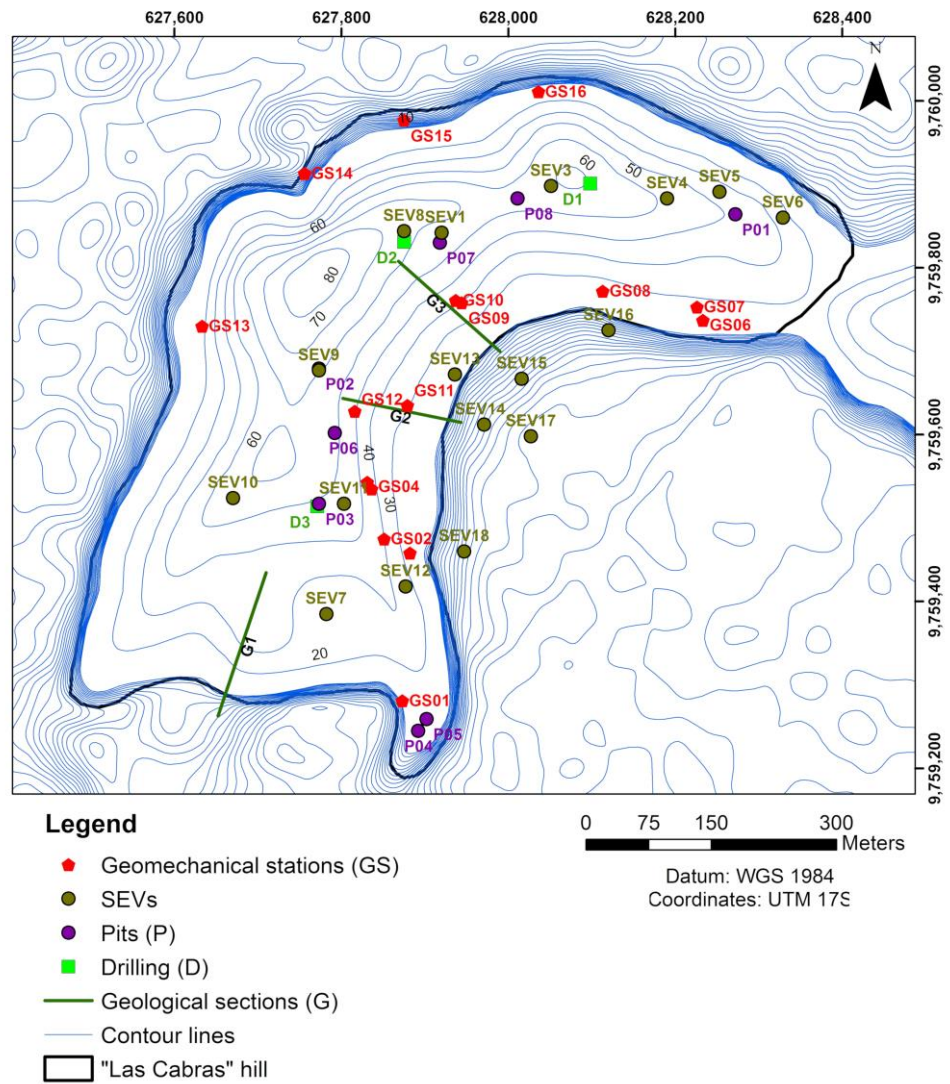 627,600 627,800 628,000 628,200 628,400
N
9,760,000
9,759,800
9,759,600
9,759,400
9,759,200
GS16
10
GS15
GS14
SEV3
60
D1
50
SEV4
SEV5
SEV6
P08
P01
60
SEV8
SEV1
D2
P07
80
70
G3
GS10
GS09
GS08
GS07
GS06
SEV16
GS13
SEV9
P02
SEV13
SEV15
GS12
GS11
G2
SEV14
SEV17
P06
60
40
SEV10
GS04
SEV11
30
D3
P03
GS02
SEV18
SEV12
SEV7
G1
20
GS01
P04
P05
Legend
Geomechanical stations (GS)
SEVs
Pits (P)
Drilling (D)
Geological sections (G)
Contour lines
"Las Cabras" hill
0 75 150 300
Meters
Datum: WGS 1984
Coordinates: UTM 17S